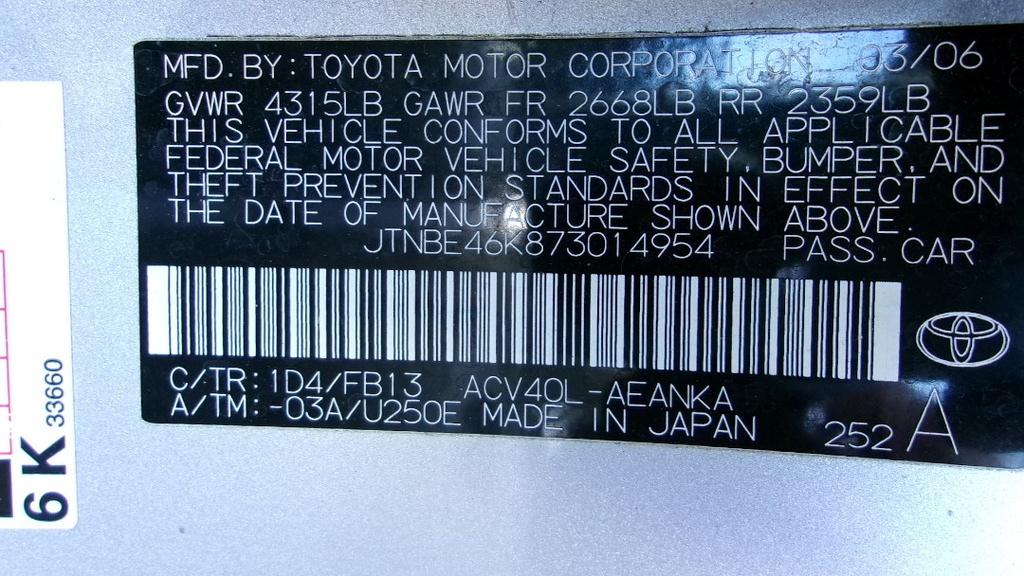 MFD. BY: TOYOTA MOTOR CORPORATION 03/06
GVWR 4315LB GAWR FR 2668LB RR 2359LB
THIS VEHICLE CONFORMS TO ALL APPLICABLE
FEDERAL MOTOR VEHICLE SAFETY, BUMPER, AND
THEFT PREVENTION STANDARDS IN EFFECT ON
THE DATE OF MANUFACTURE SHOWN ABOVE.
JTNBE46K873014954 PASS. CAR
C/TR: 1D4/FB13 ACV40L-AEANKA
A/TM: -03A/U250E MADE IN JAPAN
252 A
6 K 33660